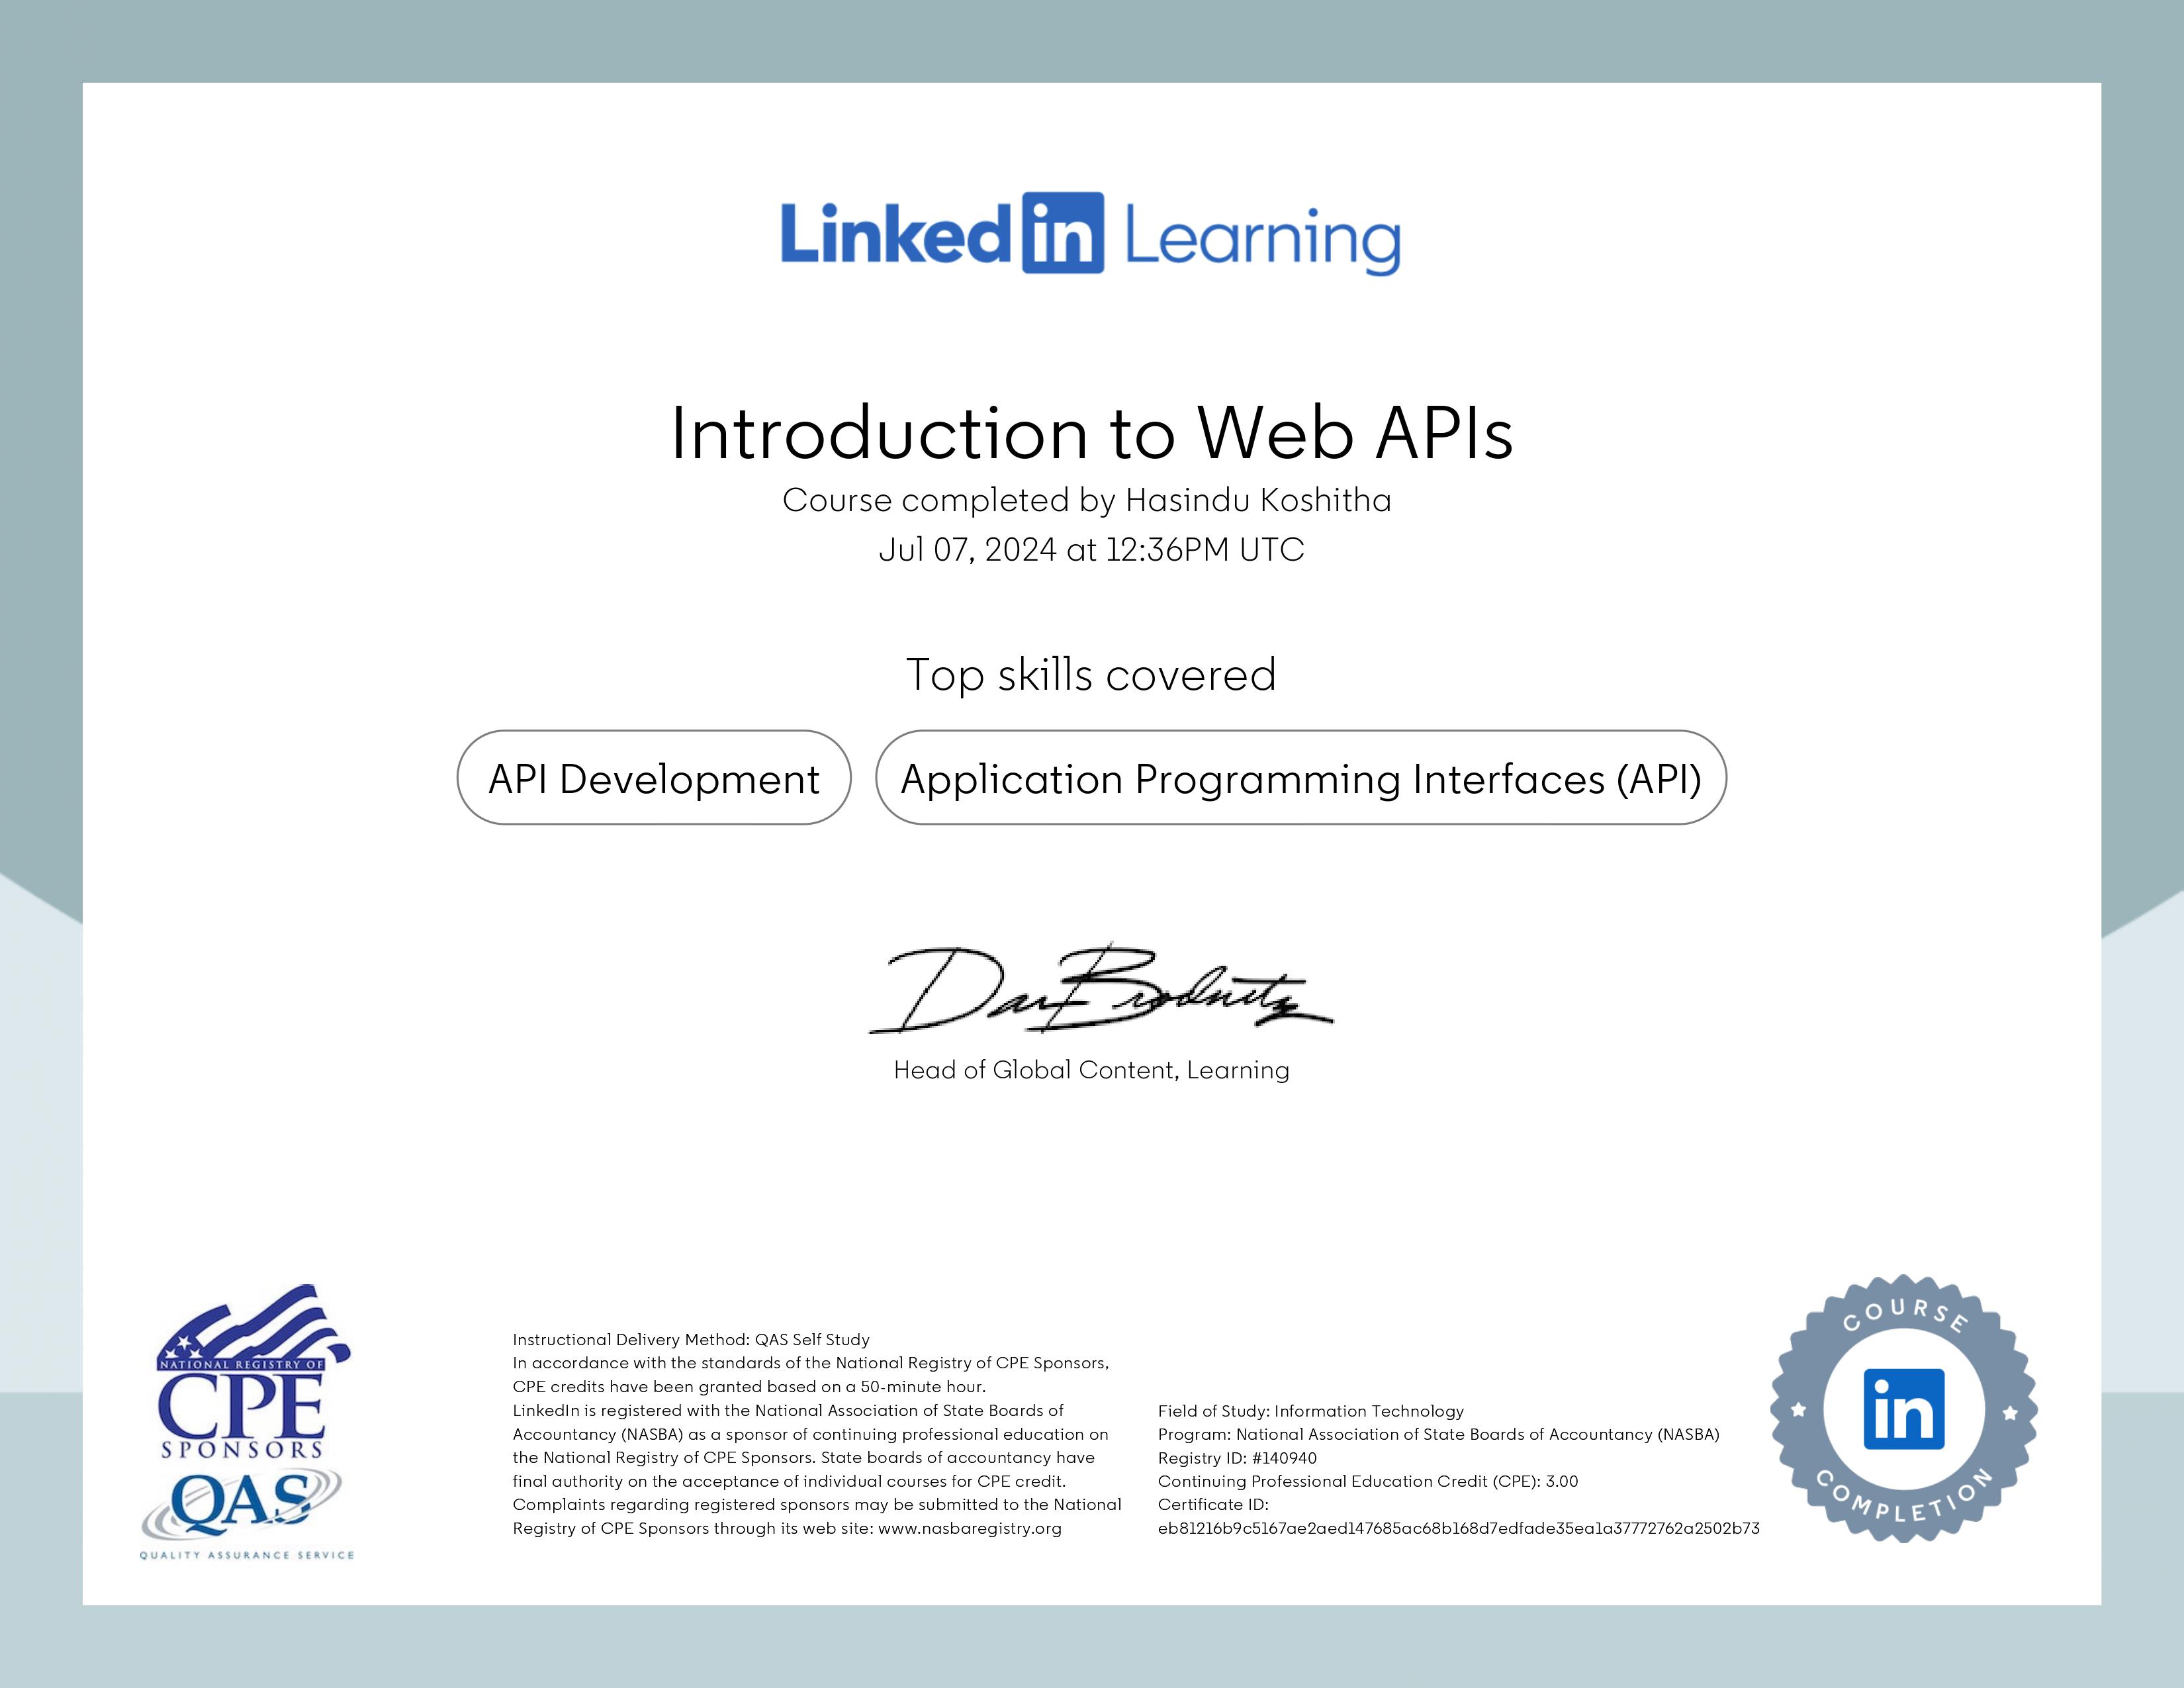 Linked in Learning
Introduction to Web APIs
Course completed by Hasindu Koshitha
Jul 07, 2024 at 12:36PM UTC
Top skills covered
API Development
Application Programming Interfaces (API)
Dan Brodnitz
Head of Global Content, Learning
NATIONAL REGISTRY OF
CPE
SPONSORS
QAS
QUALITY ASSURANCE SERVICE
Instructional Delivery Method: QAS Self Study
In accordance with the standards of the National Registry of CPE Sponsors,
CPE credits have been granted based on a 50-minute hour.
LinkedIn is registered with the National Association of State Boards of
Accountancy (NASBA) as a sponsor of continuing professional education on
the National Registry of CPE Sponsors. State boards of accountancy have
final authority on the acceptance of individual courses for CPE credit.
Complaints regarding registered sponsors may be submitted to the National
Registry of CPE Sponsors through its web site: www.nasbaregistry.org
Field of Study: Information Technology
Program: National Association of State Boards of Accountancy (NASBA)
Registry ID: #140940
Continuing Professional Education Credit (CPE): 3.00
Certificate ID:
eb81216b9c5167ae2aed147685ac68b168d7edfade35ea1a37772762a2502b73
COURSE
in
COMPLETION